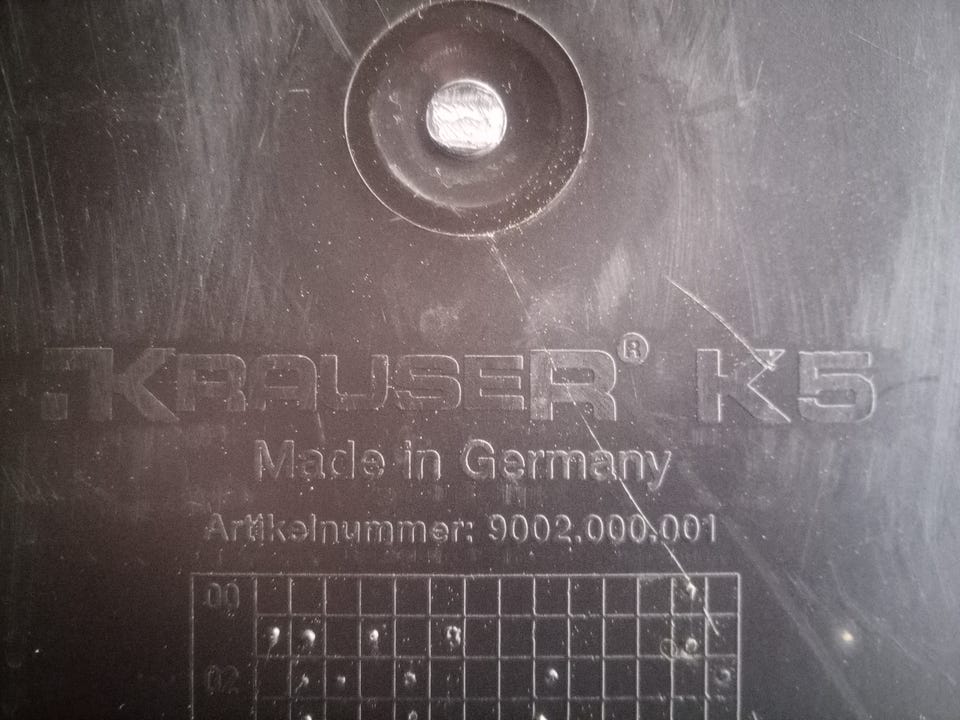 KRAUSER® K5
Made in Germany
Artikelnummer: 9002.000.001
00
02